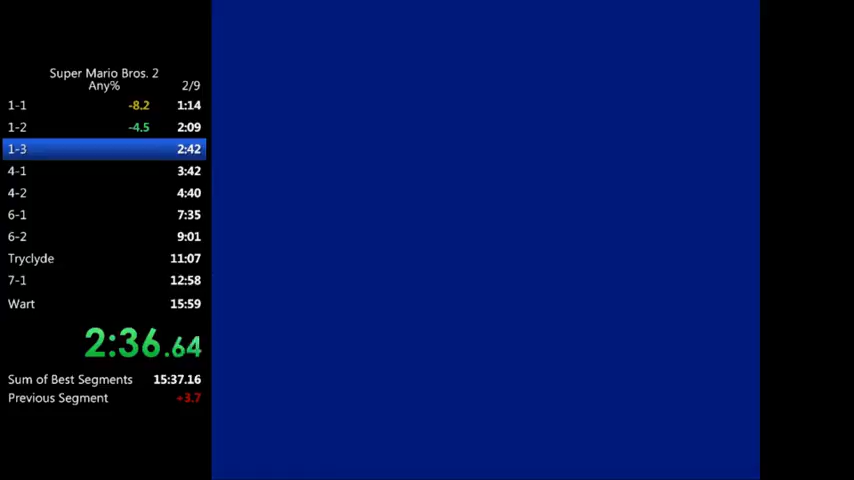 Super Mario Bros. 2
Any% 2/9
1-1 -8.2 1:14
1-2 -4.5 2:09
1-3 2:42
4-1 3:42
4-2 4:40
6-1 7:35
6-2 9:01
Tryclyde 11:07
7-1 12:58
Wart 15:59
2:36.64
Sum of Best Segments 15:37.16
Previous Segment +3.7